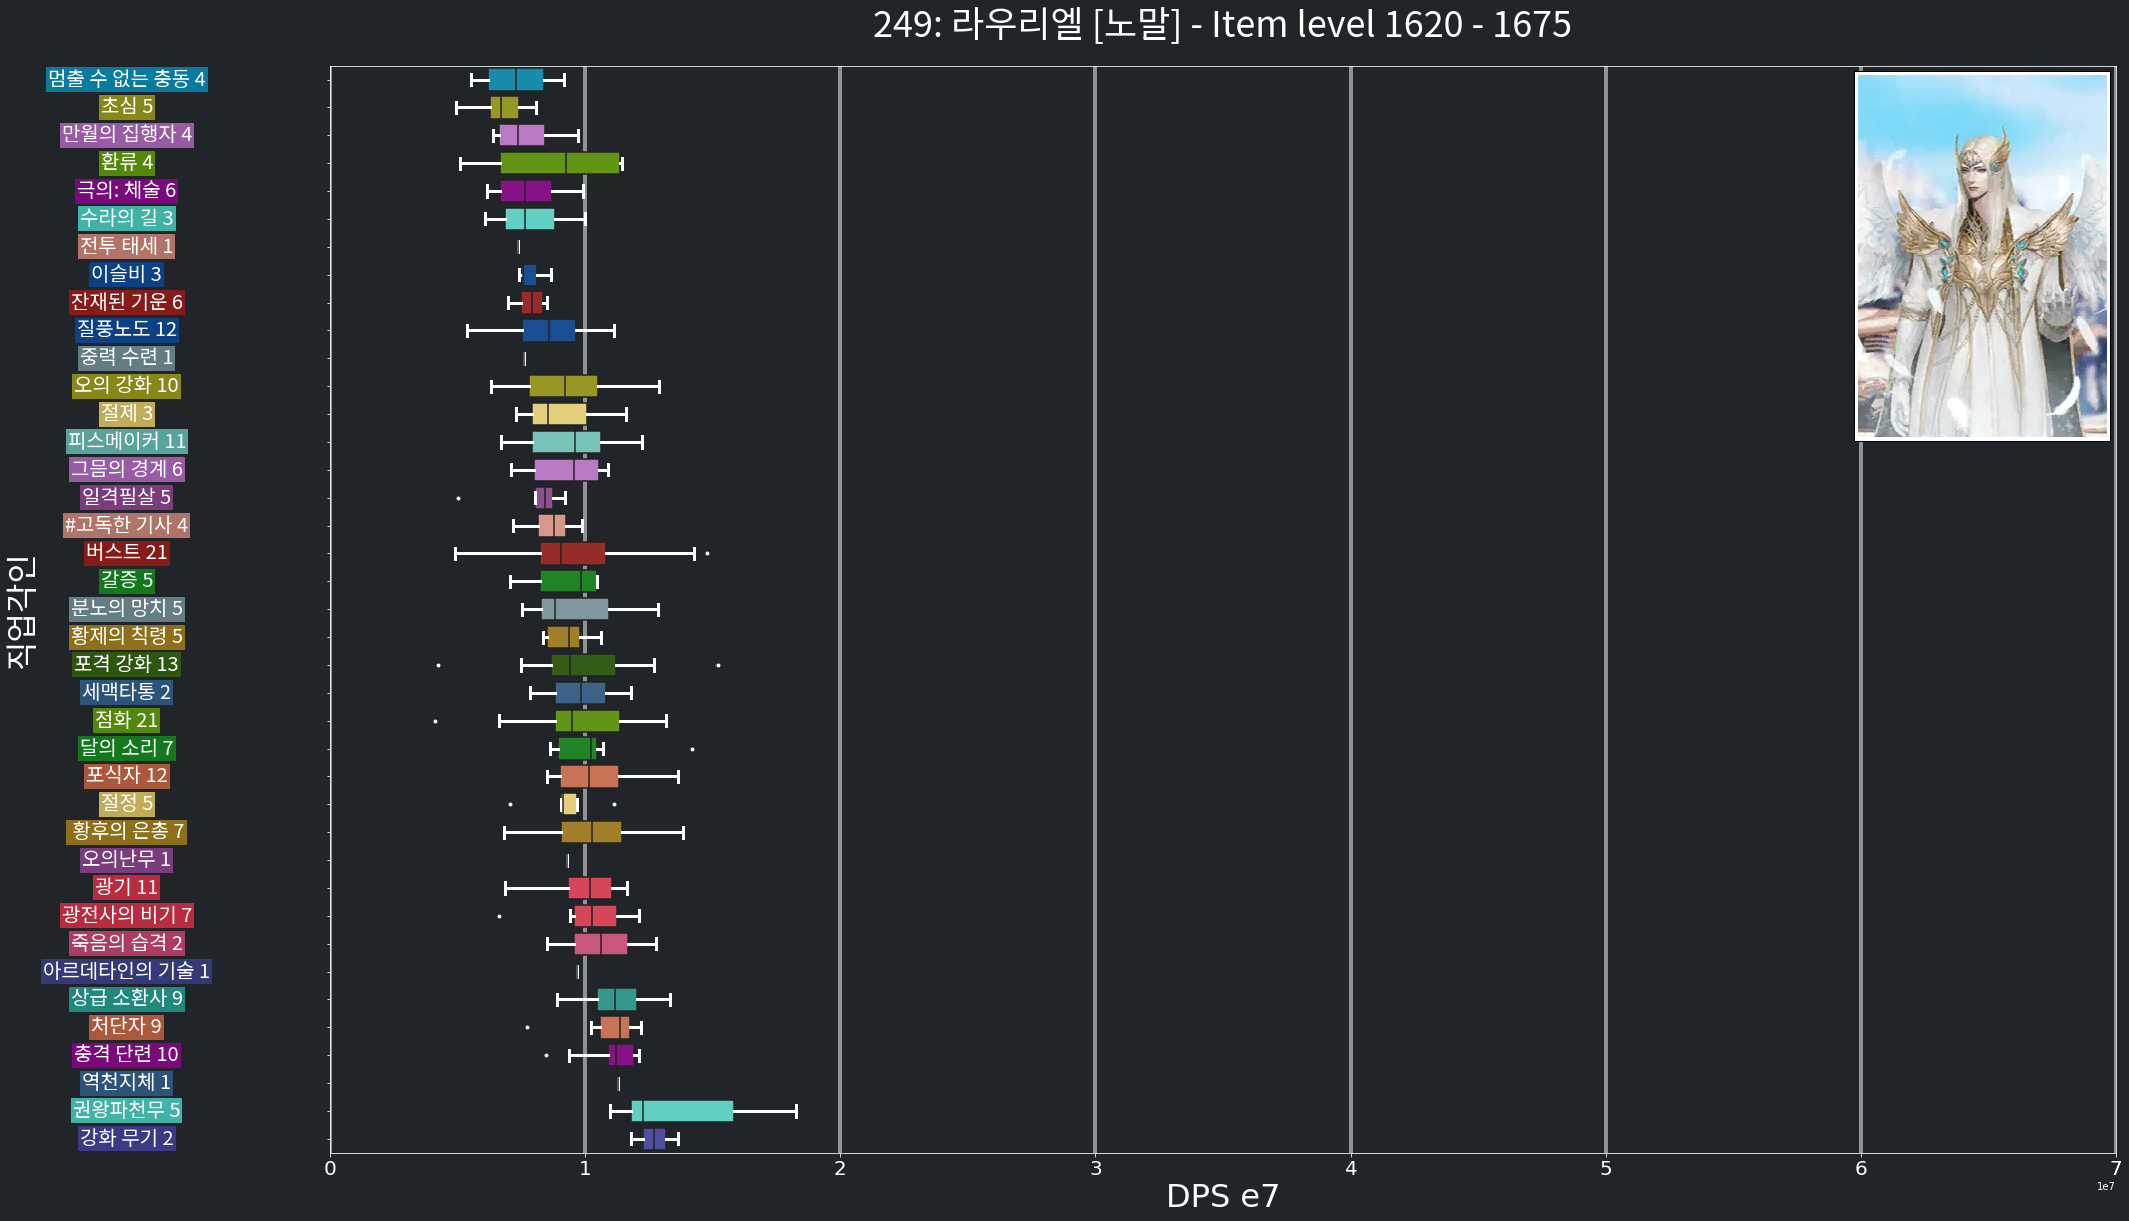 249: 라우리엘 [노말] - Item level 1620 - 1675
직업각인
멈출 수 없는 충동 4
초심 5
만월의 집행자 4
환류 4
극의: 체술 6
수라의 길 3
전투 태세 1
이슬비 3
잔재된 기운 6
질풍노도 12
중력 수련 1
오의 강화 10
절제 3
피스메이커 11
그믐의 경계 6
일격필살 5
#고독한 기사 4
버스트 21
갈증 5
분노의 망치 5
황제의 칙령 5
포격 강화 13
세맥타통 2
점화 21
달의 소리 7
포식자 12
절정 5
황후의 은총 7
오의난무 1
광기 11
광전사의 비기 7
죽음의 습격 2
아르데타인의 기술 1
상급 소환사 9
처단자 9
충격 단련 10
역천지체 1
권왕파천무 5
강화 무기 2
0 1 2 3 4 5 6 7
1e7
DPS e7